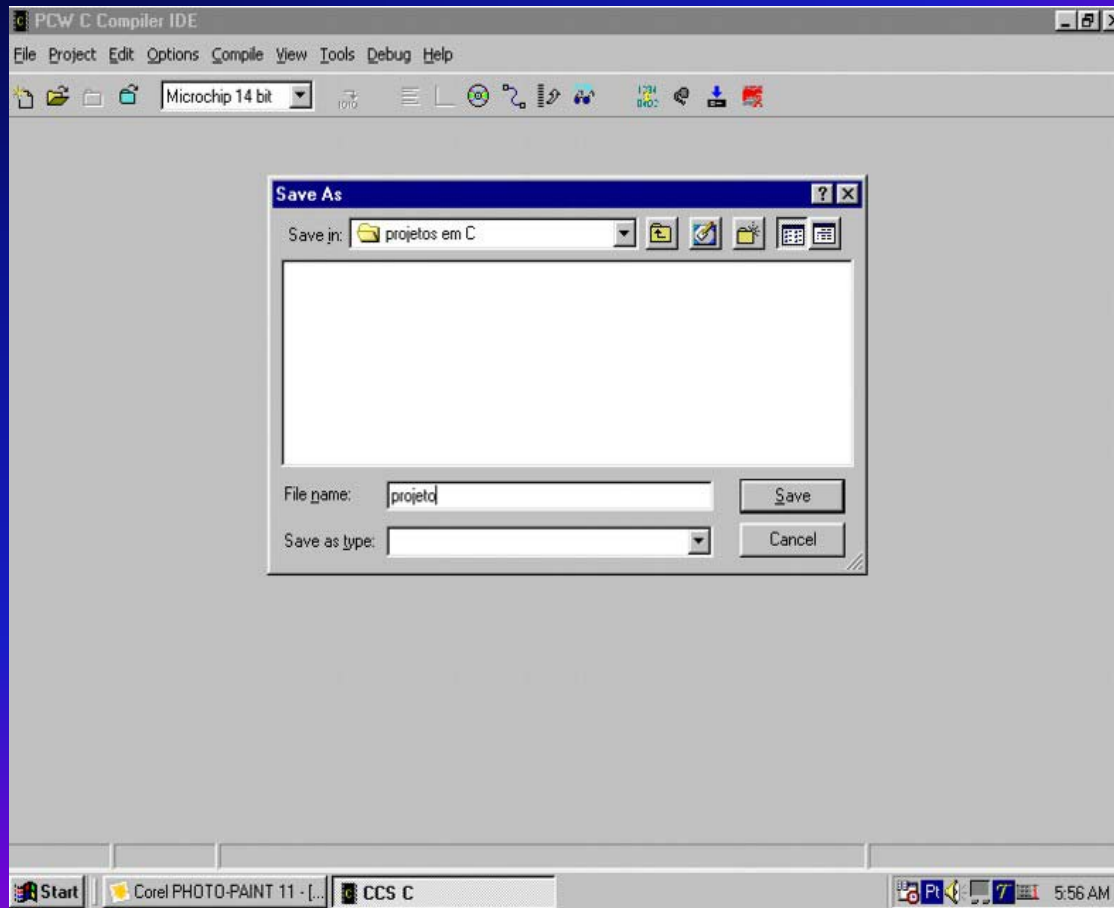 PCW C Compiler IDE
File Project Edit Options Compile View Tools Debug Help
Microchip 14 bit
Save As
Save in: projetos em C
File name: projeto
Save
Save as type:
Cancel
Start Corel PHOTO-PAINT 11 - [... CCS C Pt 5:56 AM